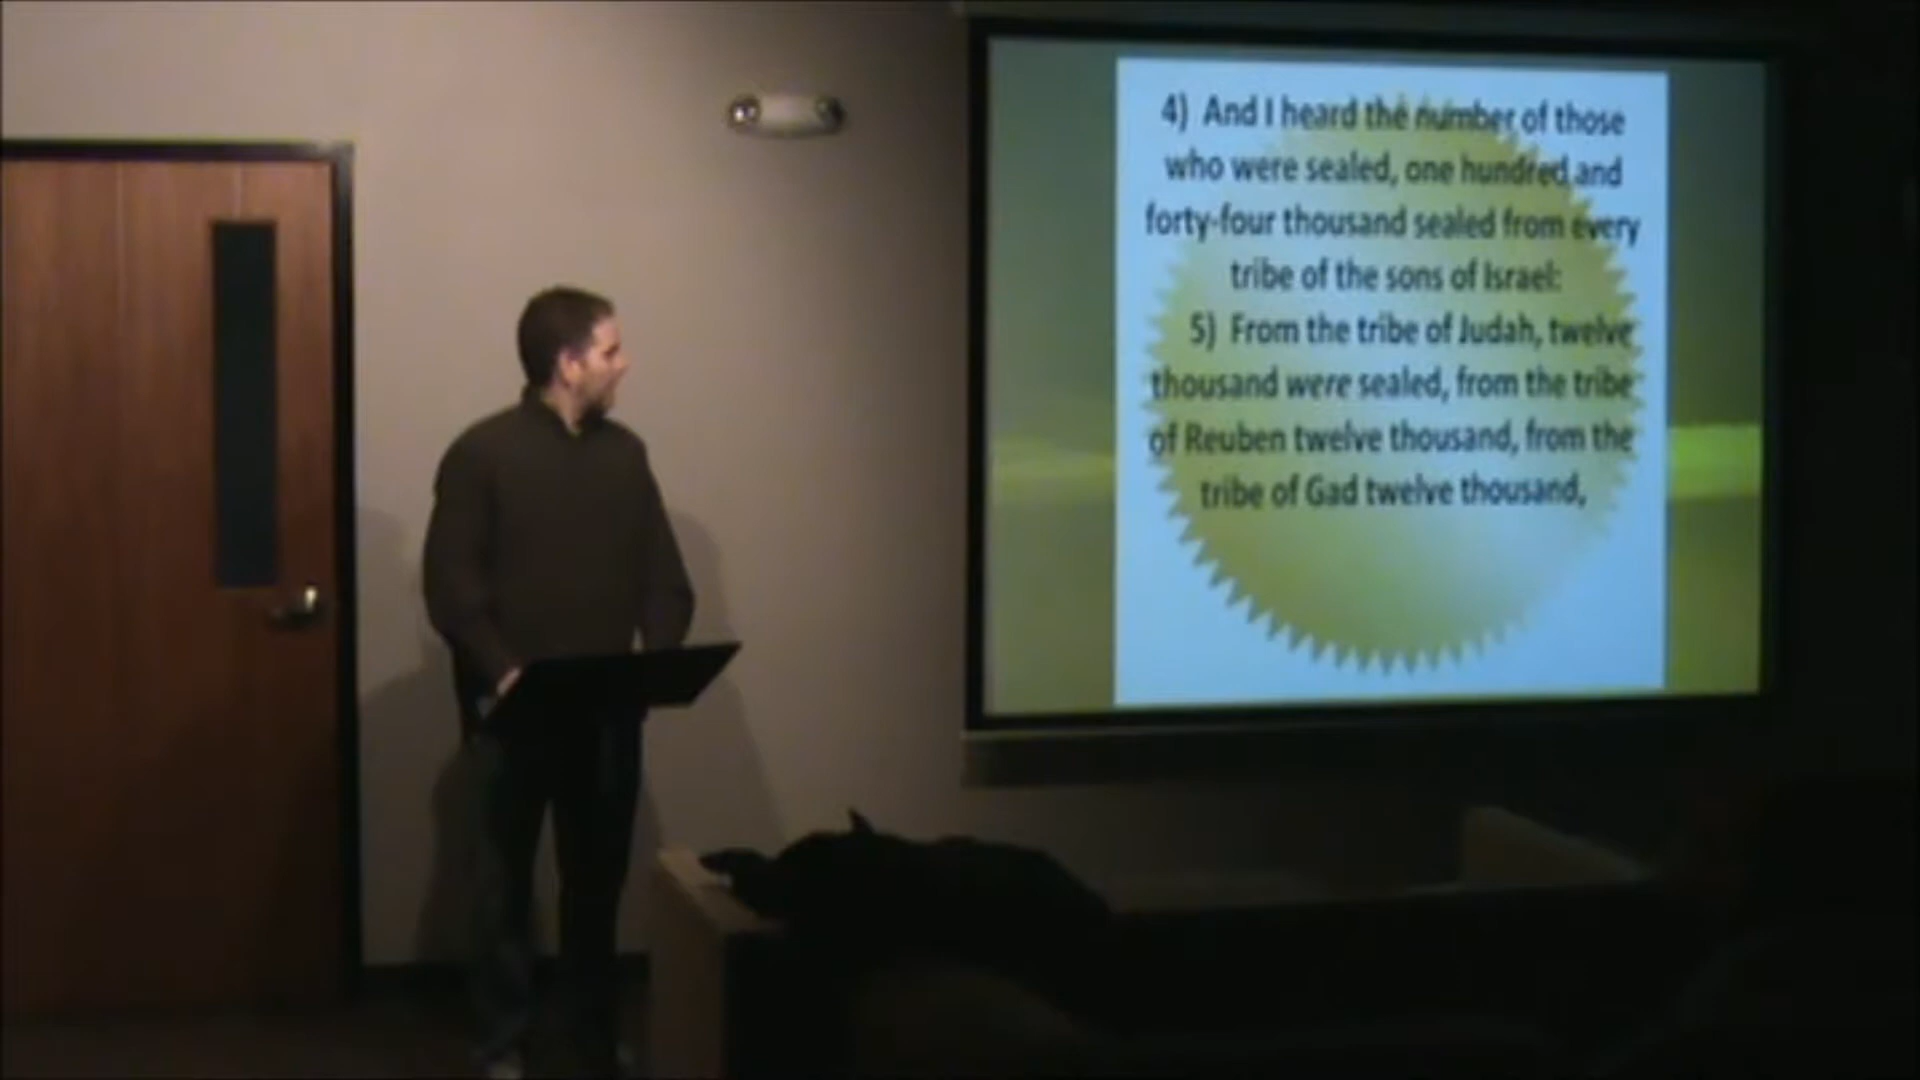 4) And I heard the number of those
who were sealed, one hundred and
forty-four thousand sealed from every
tribe of the sons of Israel:
5) From the tribe of Judah, twelve
thousand were sealed, from the tribe
of Reuben twelve thousand, from the
tribe of Gad twelve thousand,